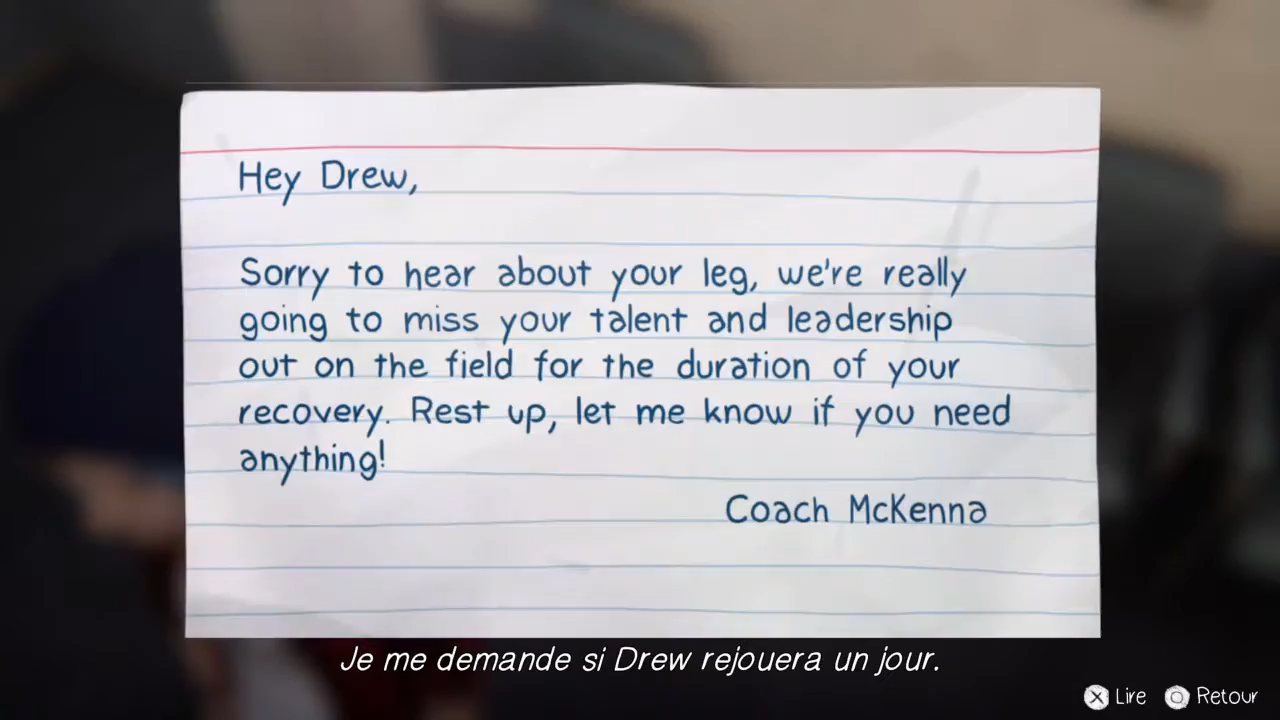 Hey Drew,
Sorry to hear about your leg, we're really
going to miss your talent and leadership
out on the field for the duration of your
recovery. Rest up, let me know if you need
anything!
Coach McKenna
Je me demande si Drew rejouera un jour.
Lire Retour